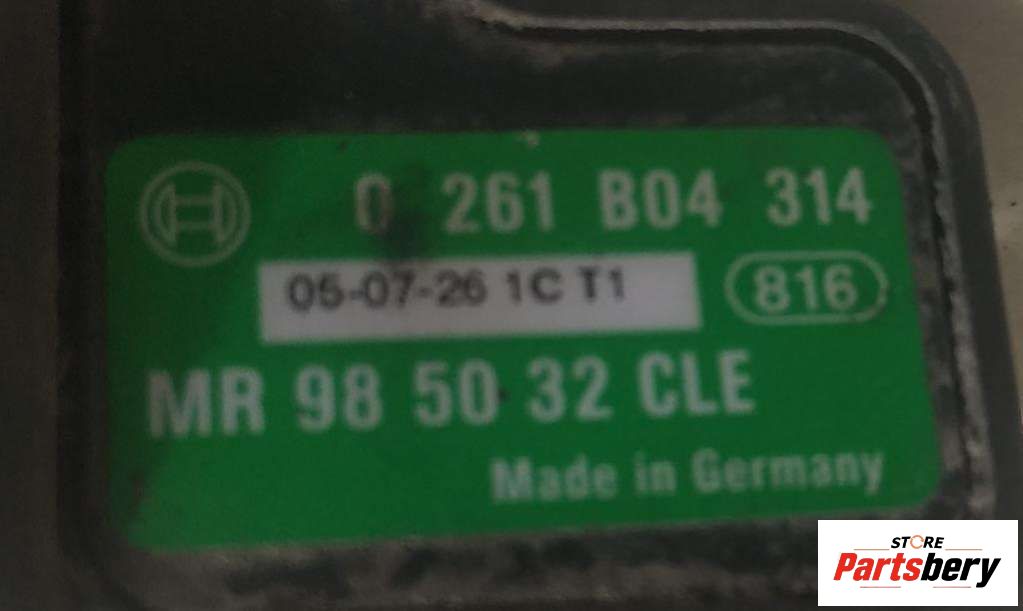 0 261 B04 314
05-07-26 1C T1
816
MR 98 50 32 CLE
Made in Germany
STORE
Partsbery